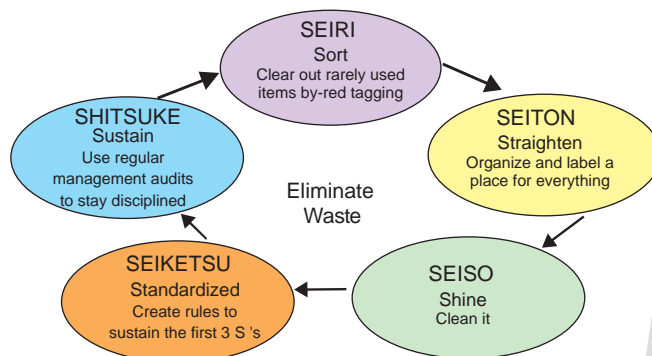 SEIRI
Sort
Clear out rarely used
items by-red tagging
SEITON
Straighten
Organize and label a
place for everything
SEISO
Shine
Clean it
SEIKETSU
Standardized
Create rules to
sustain the first 3 S 's
SHITSUKE
Sustain
Use regular
management audits
to stay disciplined
Eliminate
Waste